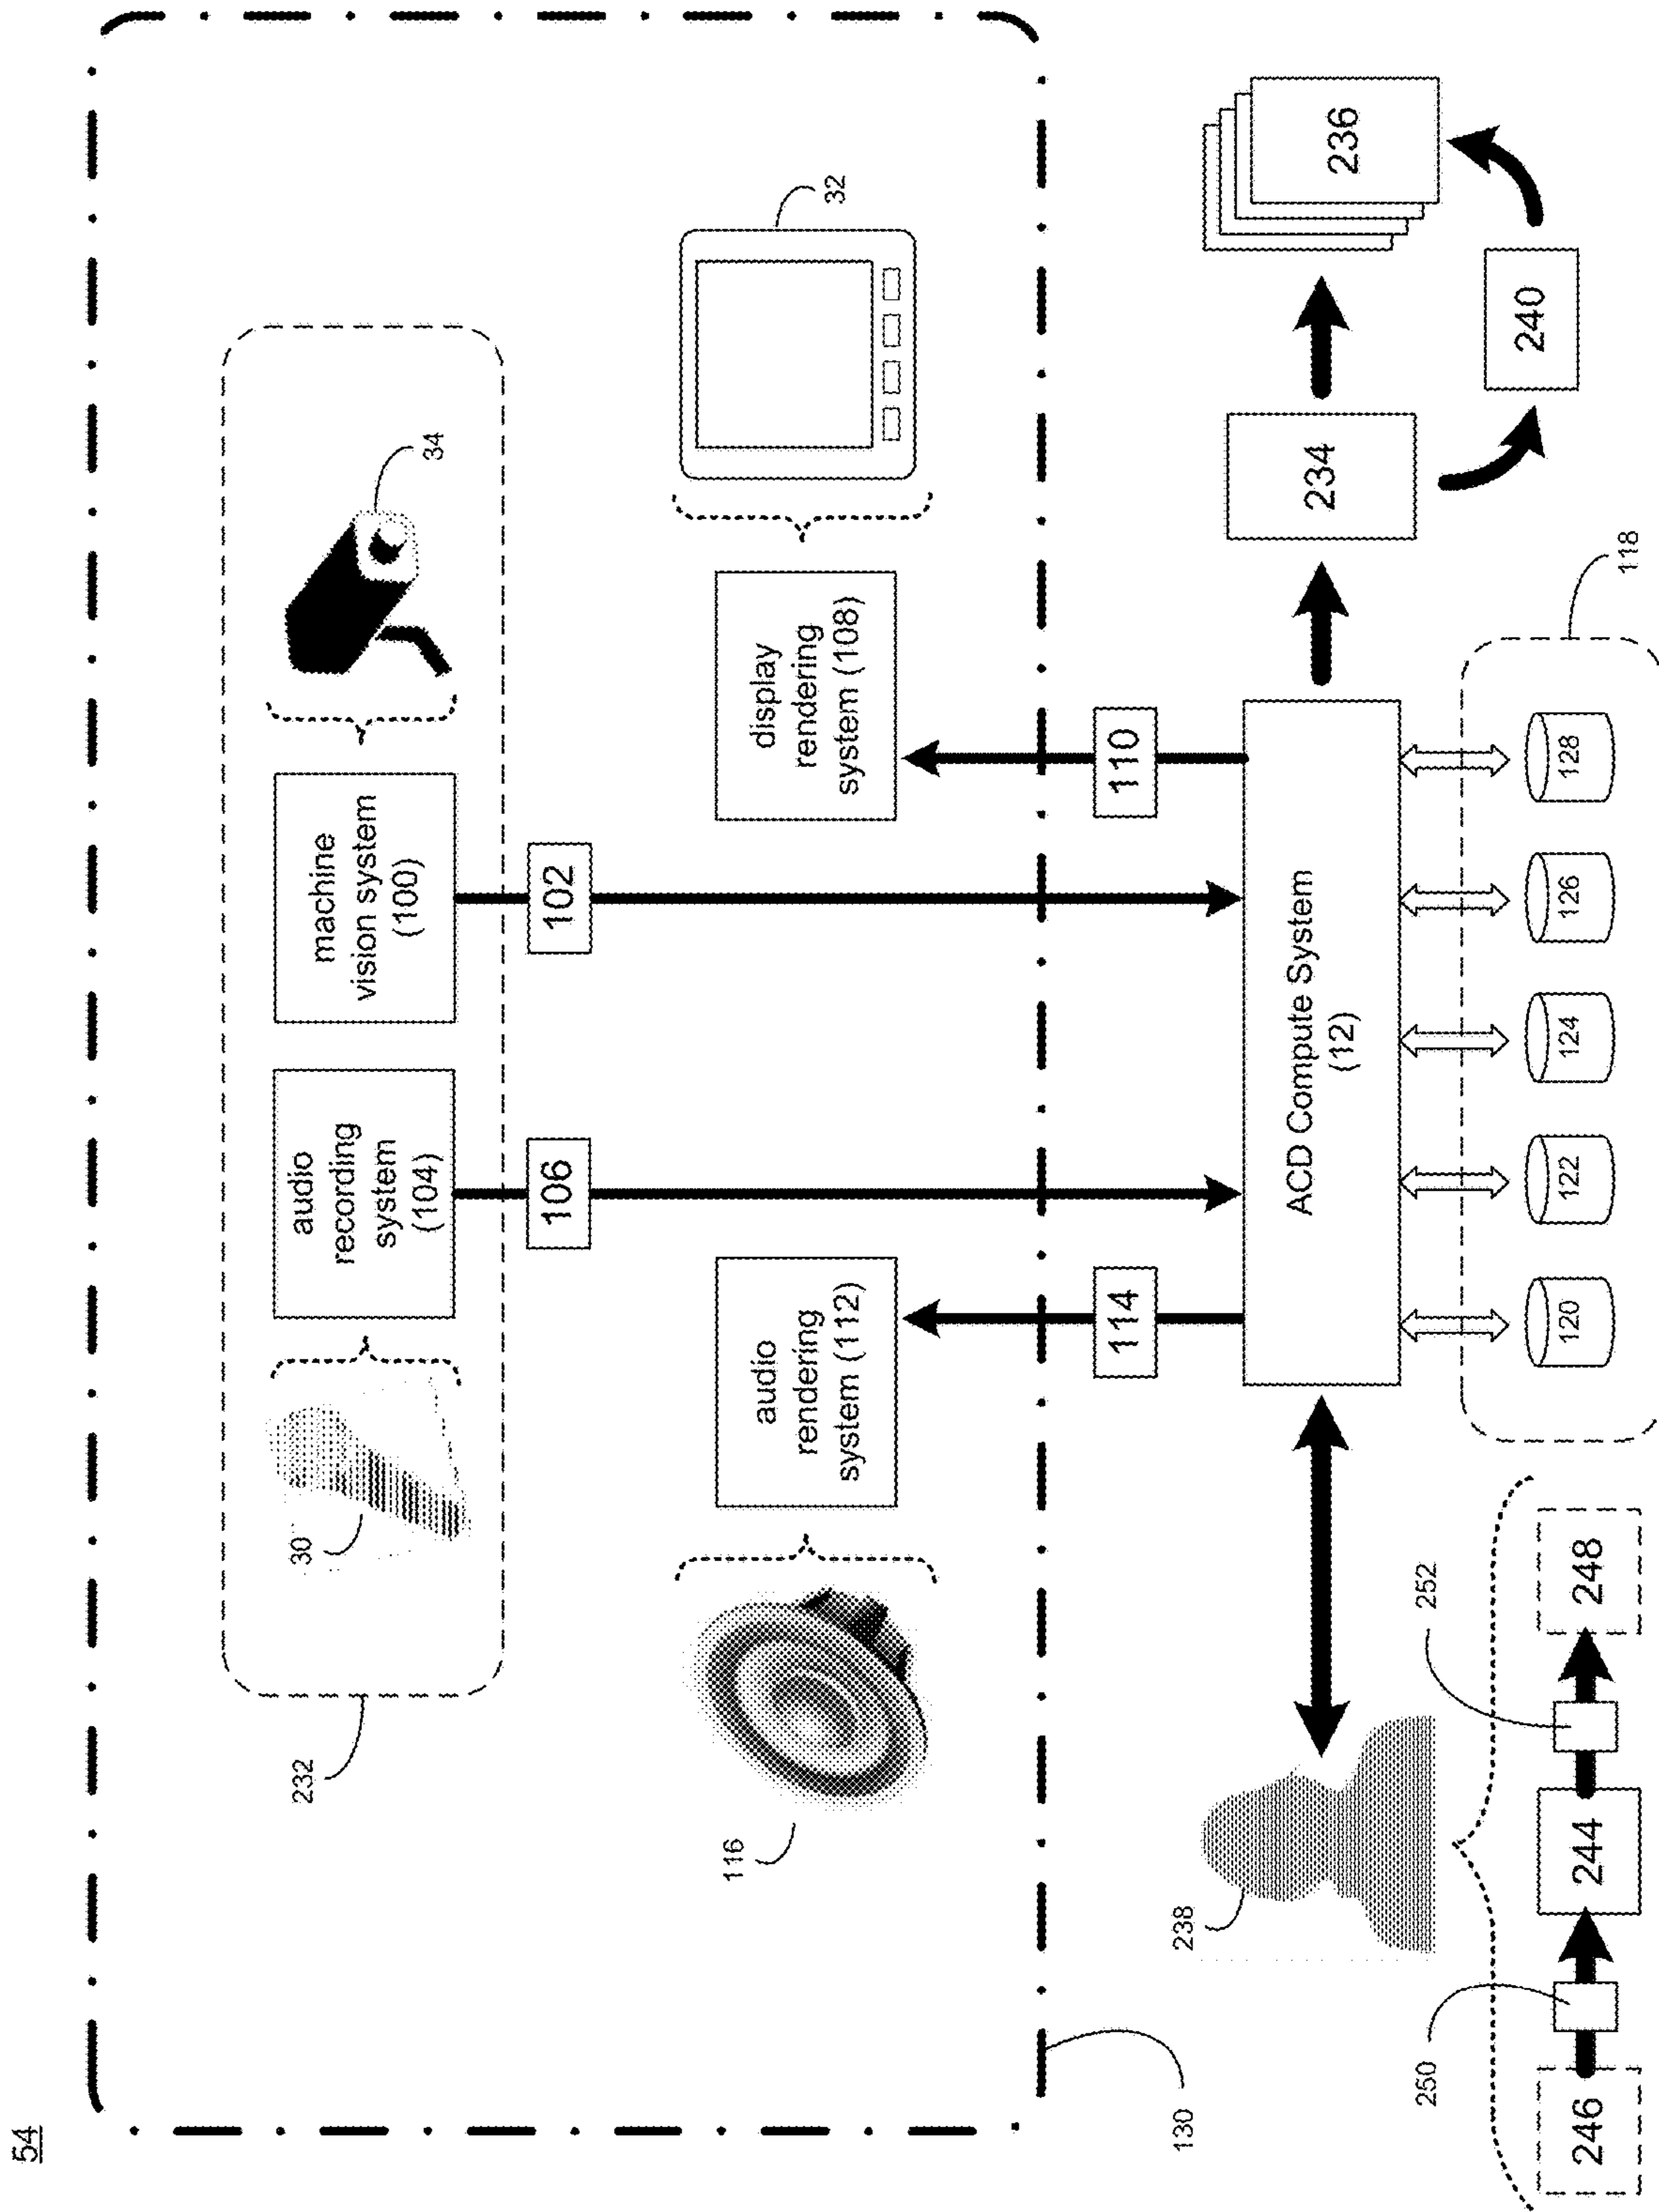 54
232
30
audio
recording
system
(104)
machine
vision system
(100)
34
106
102
116
audio
rendering
system (112)
display
rendering
system (108)
32
130
114
110
238
ACD Compute System
(12)
234
236
240
250
252
246
244
248
120
122
124
126
128
118